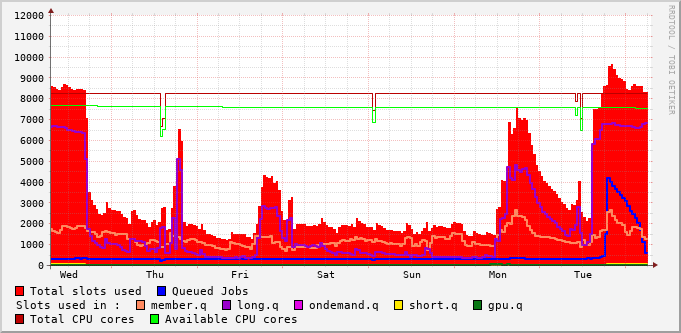 12000
11000
10000
9000
8000
7000
6000
5000
4000
3000
2000
1000
0
Wed Thu Fri Sat Sun Mon Tue
RRDTOOL / TOBI OETIKER
Total slots used Queued Jobs
Slots used in : member.q long.q ondemand.q short.q gpu.q
Total CPU cores Available CPU cores